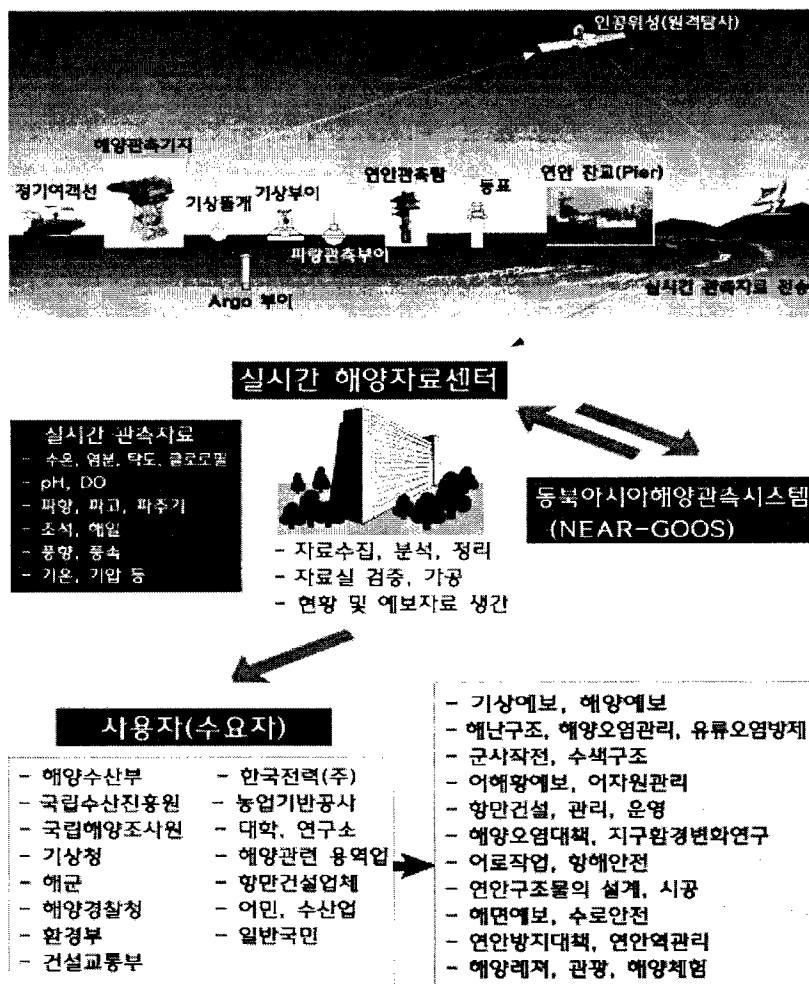 인공위성(원격탐사)
해양관측기지
정기여객선
기상뜰개
기상부이
연안관측탑
등표
연안 잔교(Pier)
파랑관측부이
Argo 부이
실시간 관측자료 전송
실시간 해양자료센터
실시간 관측자료
- 수온, 염분, 탁도, 클로로필
- pH, DO
- 파향, 파고, 파주기
- 조석, 해일
- 풍향, 풍속
- 기온, 기압 등
- 자료수집, 분석, 정리
- 자료실 검증, 가공
- 현황 및 예보자료 생간
동북아시아해양관측시스템
(NEAR-GOOS)
사용자(수요자)
- 해양수산부
- 국립수산진흥원
- 국립해양조사원
- 기상청
- 해군
- 해양경찰청
- 환경부
- 건설교통부
- 한국전력(주)
- 농업기반공사
- 대학, 연구소
- 해양관련 용역업
- 항만건설업체
- 어민, 수산업
- 일반국민
- 기상예보, 해양예보
- 해난구조, 해양오염관리, 유류오염방제
- 군사작전, 수색구조
- 어해황예보, 어자원관리
- 항만건설, 관리, 운영
- 해양오염대책, 지구환경변화연구
- 어로작업, 항해안전
- 연안구조물의 설계, 시공
- 해면예보, 수로안전
- 연안방지대책, 연안역관리
- 해양레져, 관광, 해양체험